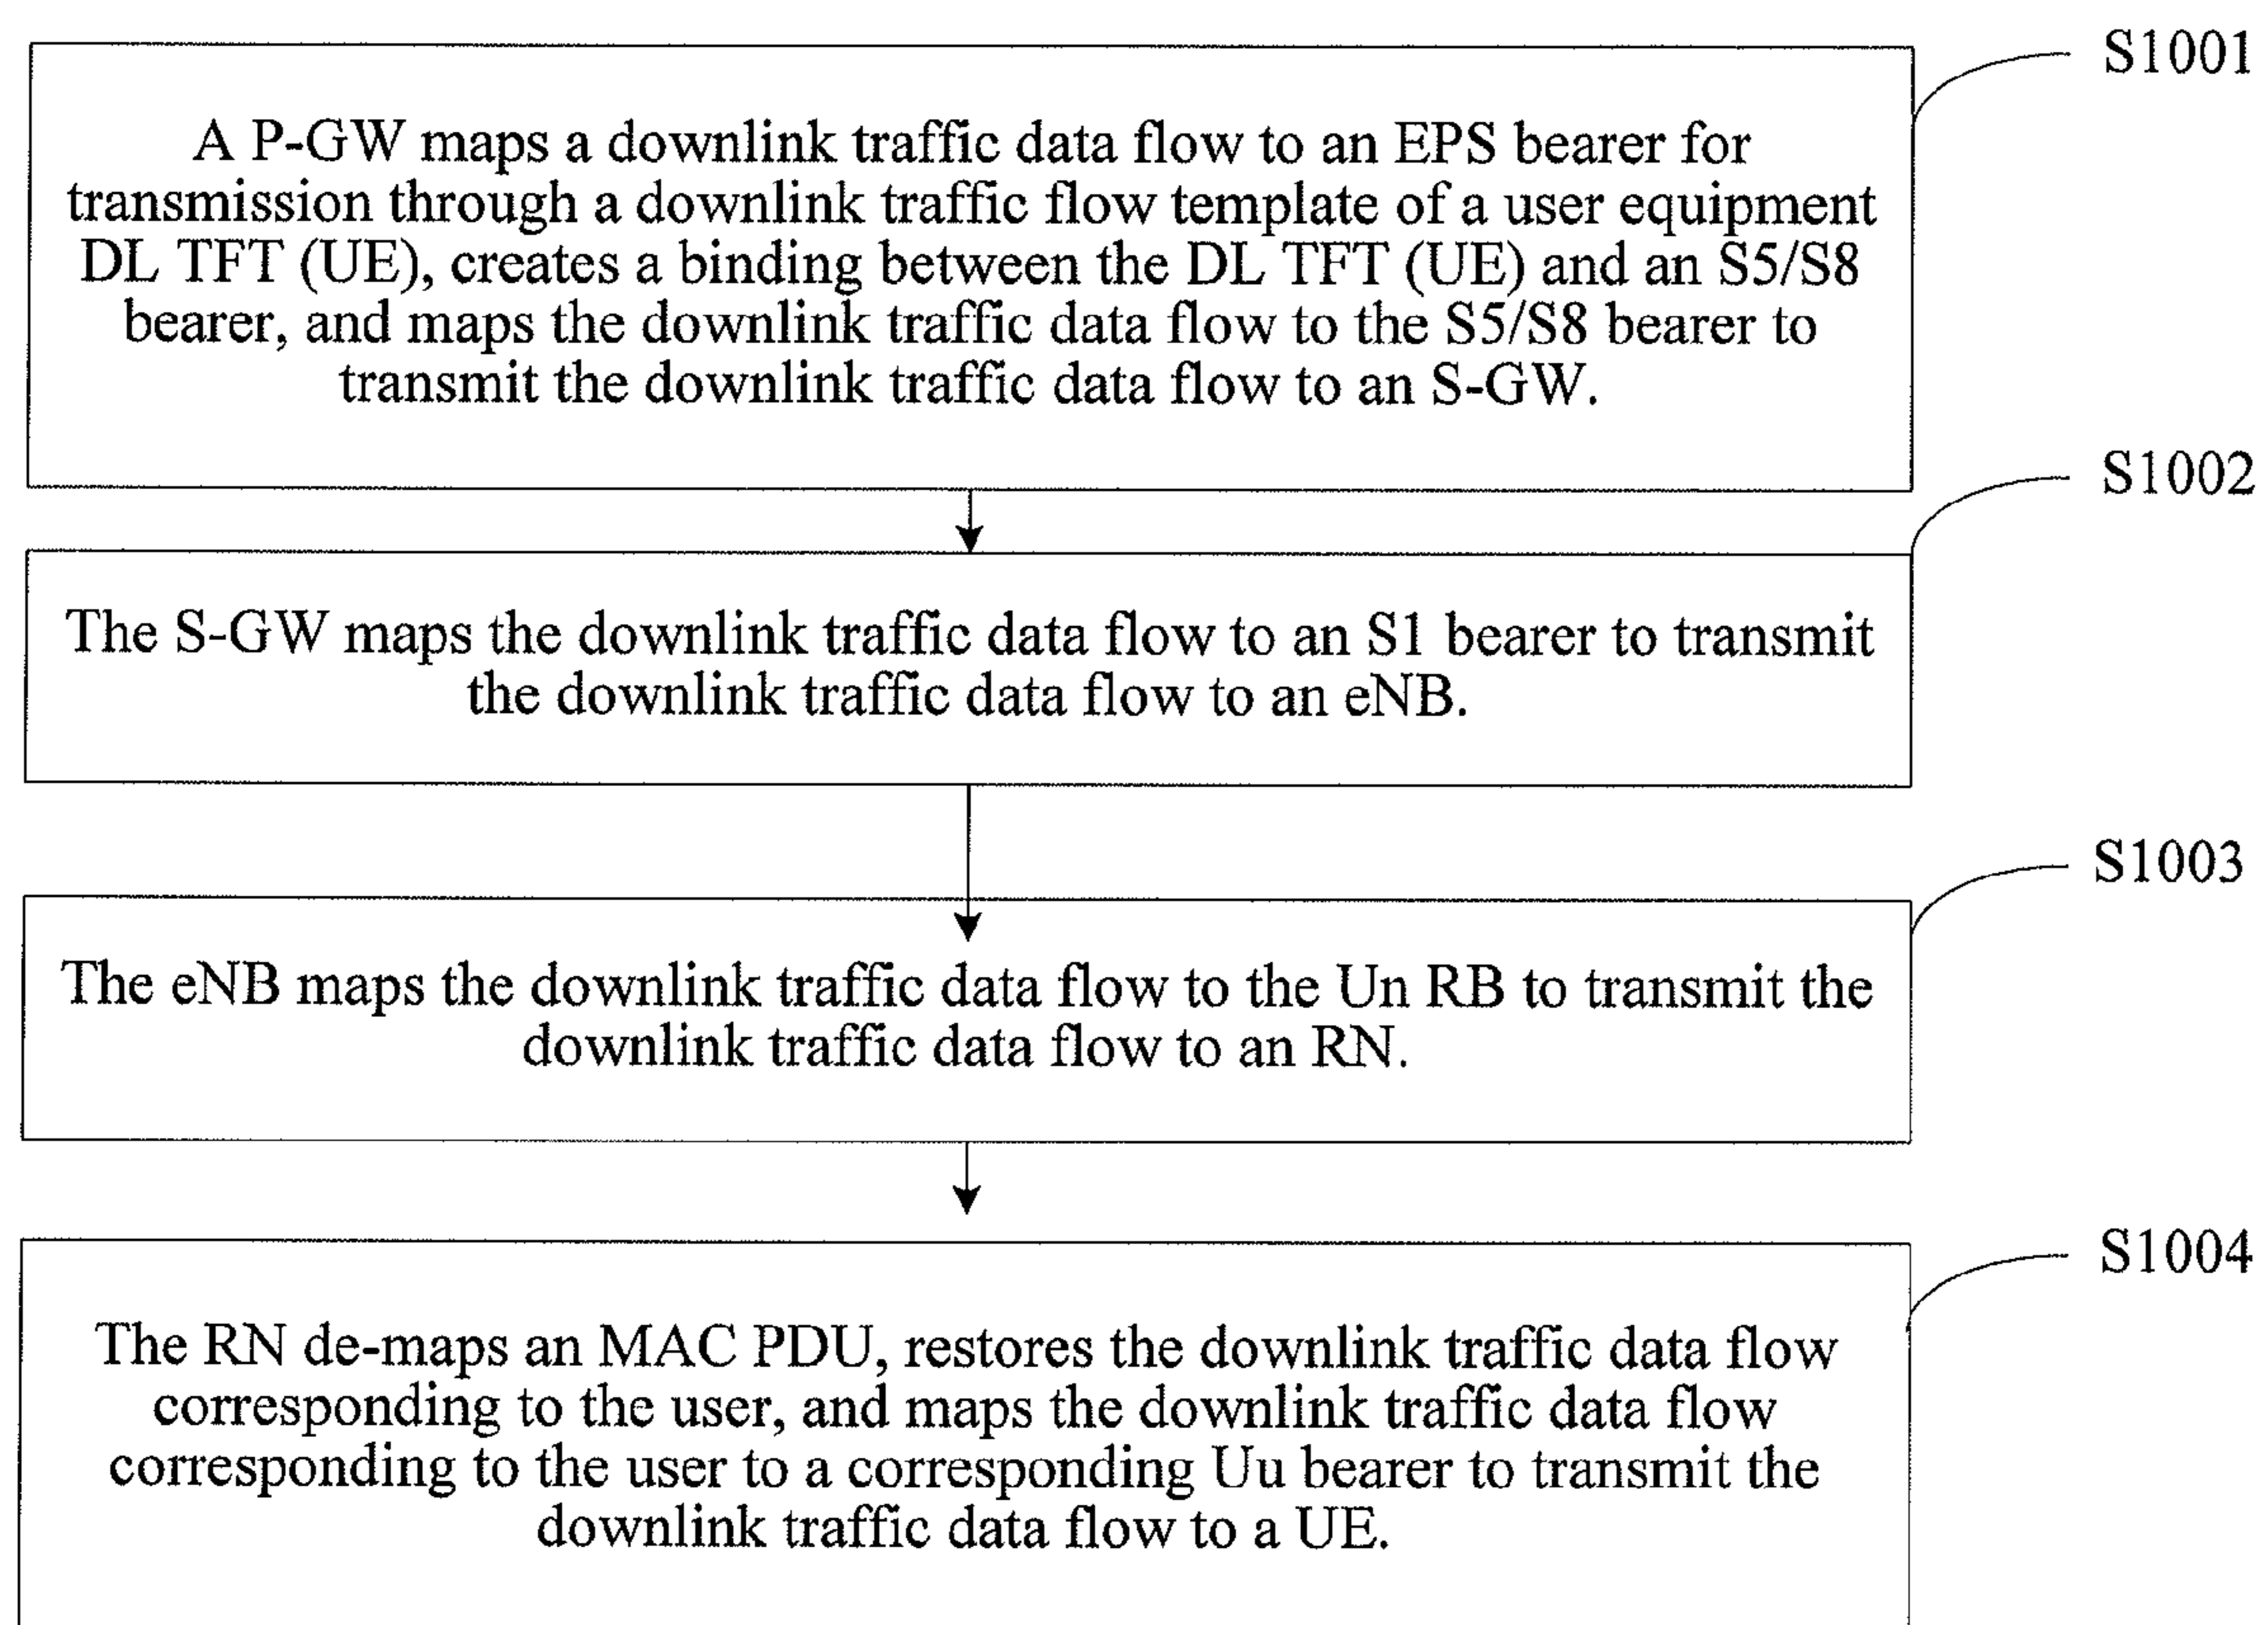 S1001
A P-GW maps a downlink traffic data flow to an EPS bearer for
transmission through a downlink traffic flow template of a user equipment
DL TFT (UE), creates a binding between the DL TFT (UE) and an S5/S8
bearer, and maps the downlink traffic data flow to the S5/S8 bearer to
transmit the downlink traffic data flow to an S-GW.
S1002
The S-GW maps the downlink traffic data flow to an S1 bearer to transmit
the downlink traffic data flow to an eNB.
S1003
The eNB maps the downlink traffic data flow to the Un RB to transmit the
downlink traffic data flow to an RN.
S1004
The RN de-maps an MAC PDU, restores the downlink traffic data flow
corresponding to the user, and maps the downlink traffic data flow
corresponding to the user to a corresponding Uu bearer to transmit the
downlink traffic data flow to a UE.